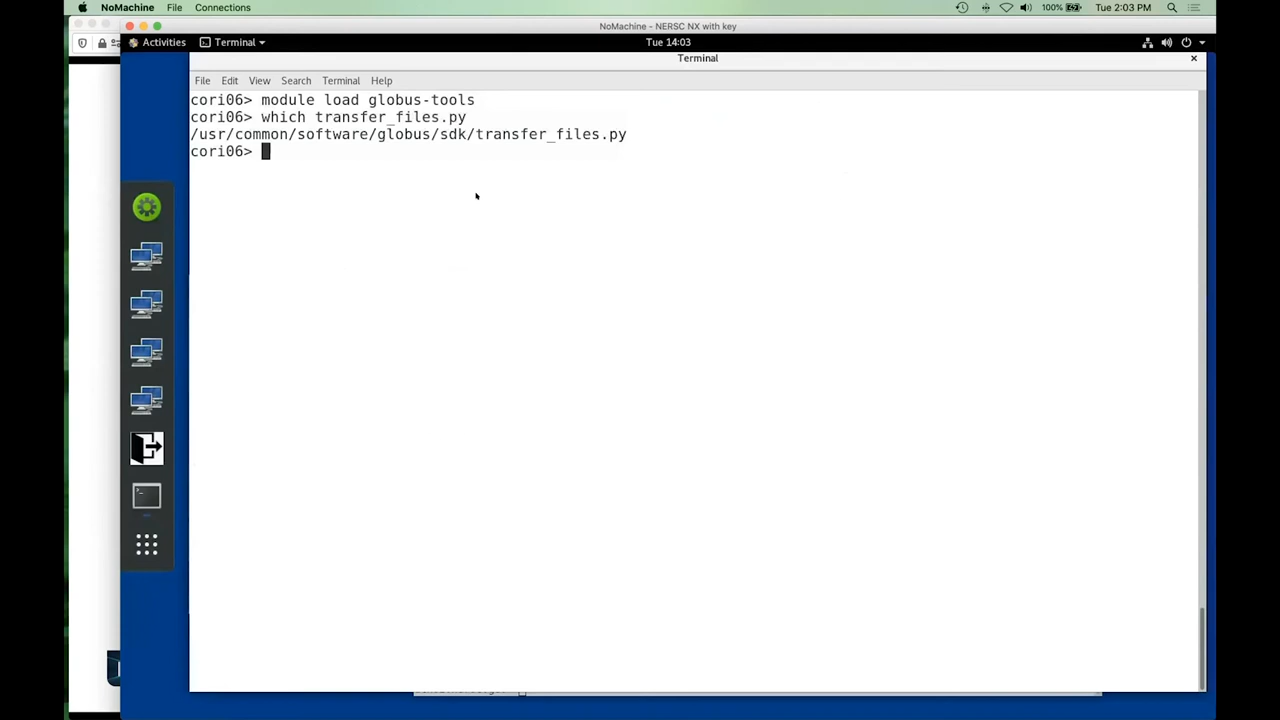 NoMachine File Connections 100% Tue 2:03 PM
NoMachine - NERSC NX with key
Activities Terminal Tue 14:03
Terminal
File Edit View Search Terminal Help
cori06> module load globus-tools
cori06> which transfer_files.py
/usr/common/software/globus/sdk/transfer_files.py
cori06>